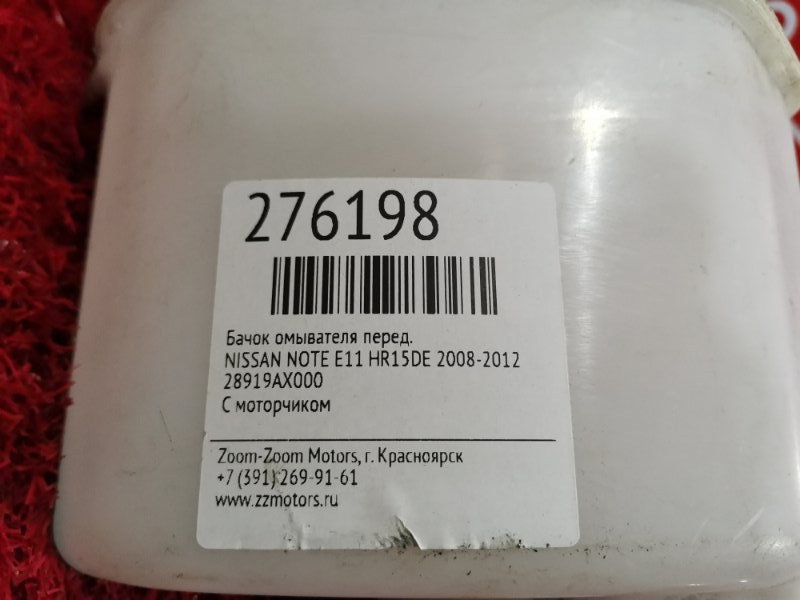 276198
Бачок омывателя перед.
NISSAN NOTE E11 HR15DE 2008-2012
28919AX000
С моторчиком
Zoom-Zoom Motors, г. Красноярск
+7 (391) 269-91-61
www.zzmotors.ru